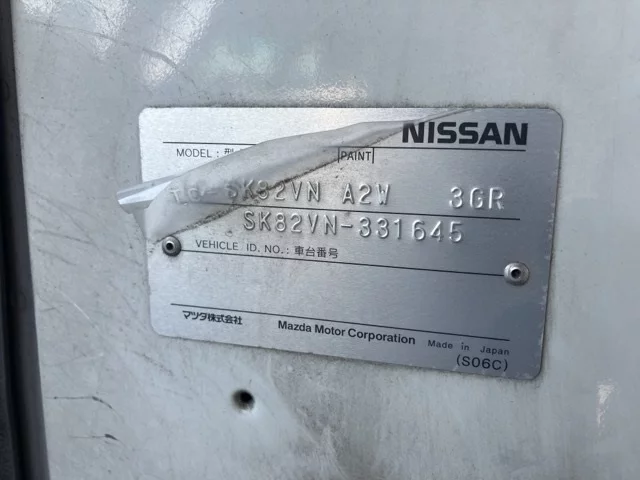 NISSAN
MODEL : 型 PAINT
SK82VN A2W 3GR
SK82VN-331645
VEHICLE ID. NO. : 車台番号
マツダ株式会社 Mazda Motor Corporation Made in Japan
(S06C)